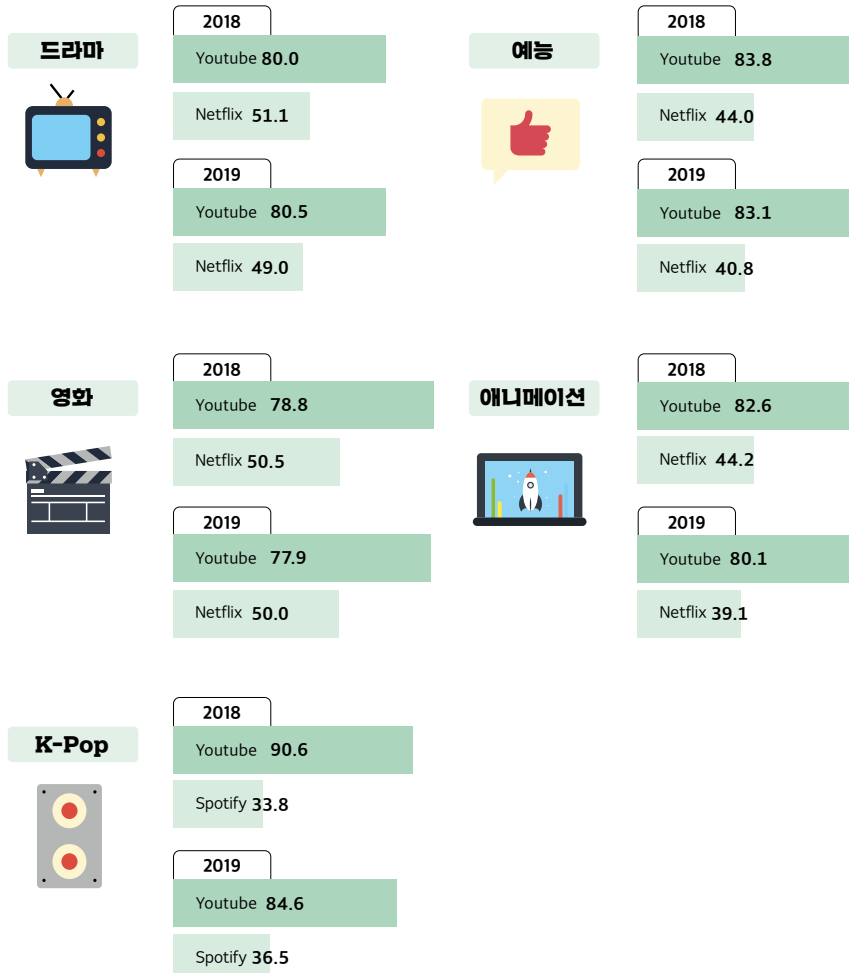 드라마
2018
Youtube 80.0
Netflix 51.1
2019
Youtube 80.5
Netflix 49.0
예능
2018
Youtube 83.8
Netflix 44.0
2019
Youtube 83.1
Netflix 40.8
영화
2018
Youtube 78.8
Netflix 50.5
2019
Youtube 77.9
Netflix 50.0
애니메이션
2018
Youtube 82.6
Netflix 44.2
2019
Youtube 80.1
Netflix 39.1
K-Pop
2018
Youtube 90.6
Spotify 33.8
2019
Youtube 84.6
Spotify 36.5